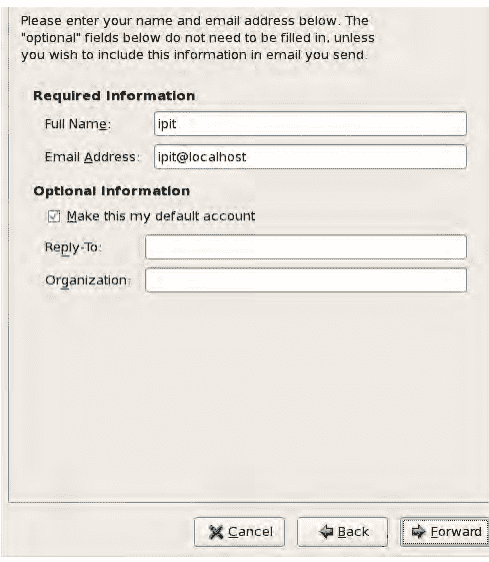 Please enter your name and email address below. The
"optional" fields below do not need to be filled in, unless
you wish to include this information in email you send.
Required Information
Full Name: ipit
Email Address: ipit@localhost
Optional Information
Make this my default account
Reply-To:
Organization:
Cancel Back Forward